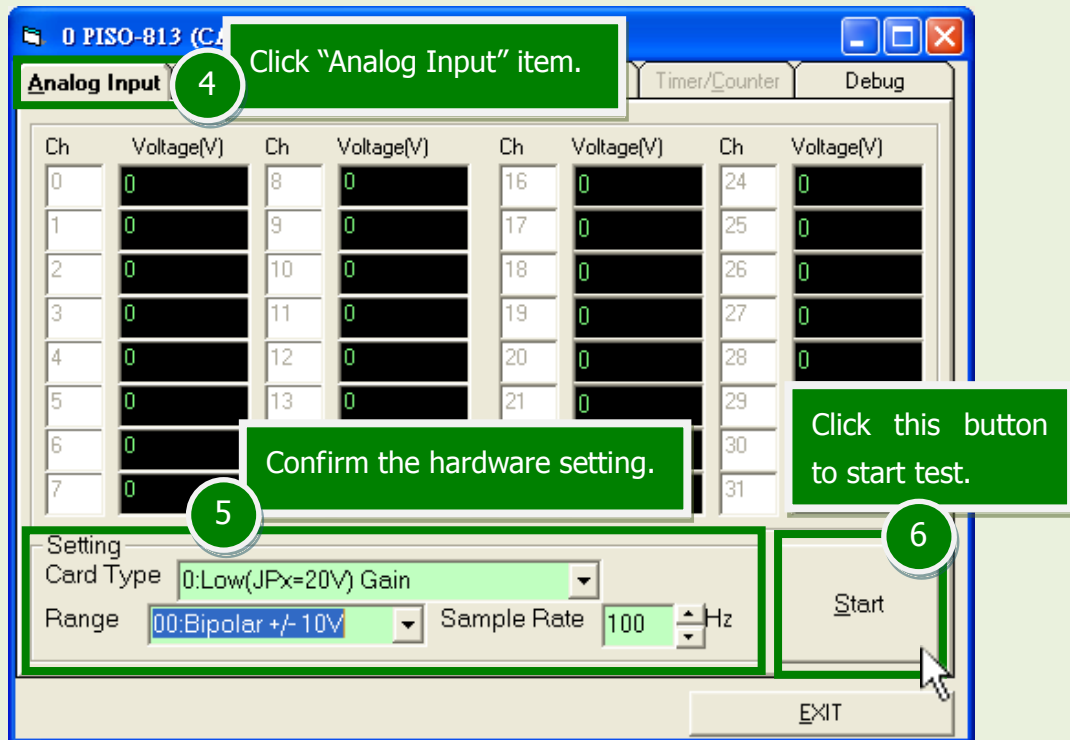 0 PISO-813 (CA
Click “Analog Input” item.
4
Analog Input
Timer/Counter
Debug
Ch Voltage(V) Ch Voltage(V) Ch Voltage(V) Ch Voltage(V)
0 0 8 0 16 0 24 0
1 0 9 0 17 0 25 0
2 0 10 0 18 0 26 0
3 0 11 0 19 0 27 0
4 0 12 0 20 0 28 0
5 0 13 0 21 0 29
6 0 30
7 0 31
Confirm the hardware setting.
5
Click this button
to start test.
6
Setting
Card Type 0:Low(JPx=20V) Gain
Range 00:Bipolar +/- 10V Sample Rate 100 Hz
Start
EXIT